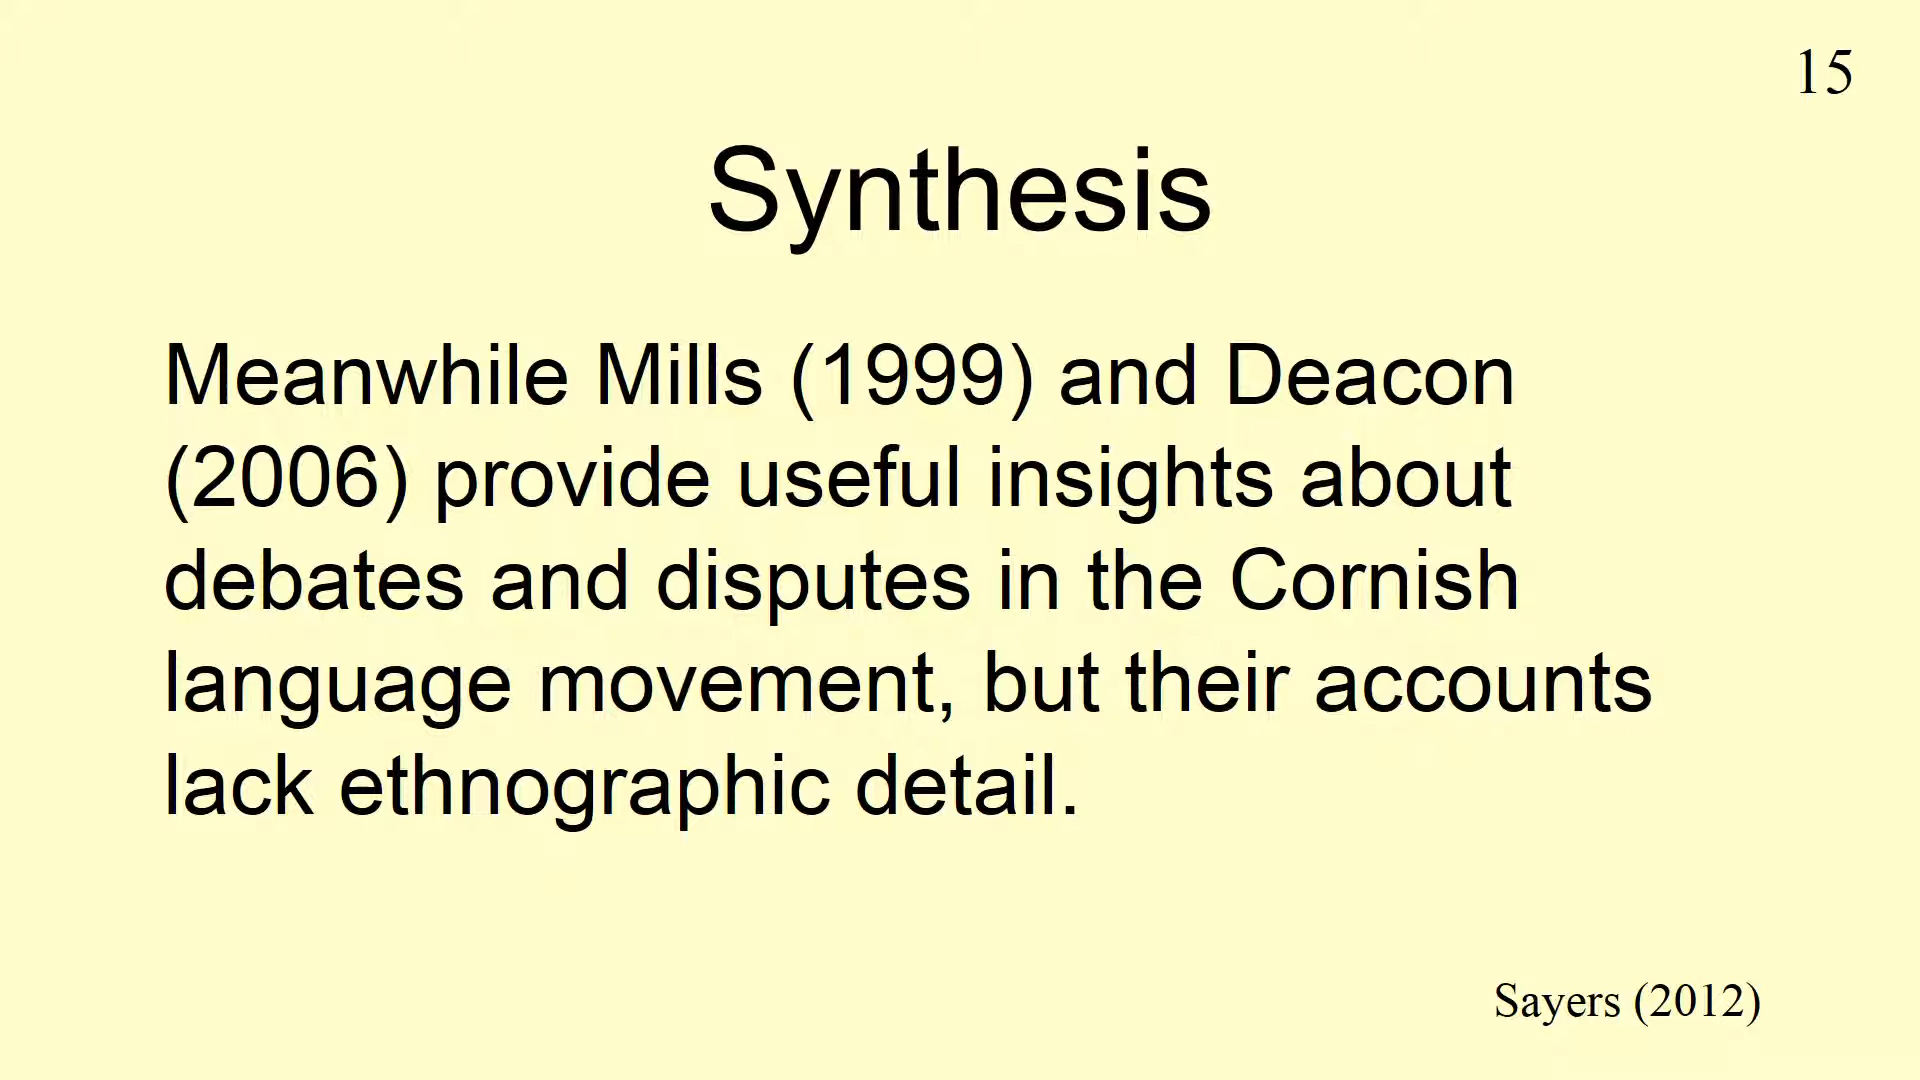 15
Synthesis
Meanwhile Mills (1999) and Deacon
(2006) provide useful insights about
debates and disputes in the Cornish
language movement, but their accounts
lack ethnographic detail.
Sayers (2012)